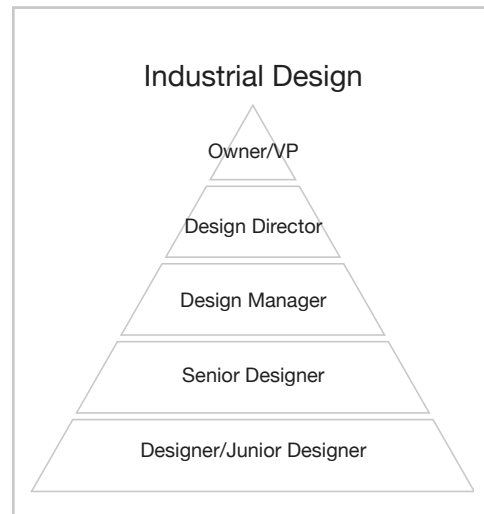 Industrial Design
Owner/VP
Design Director
Design Manager
Senior Designer
Designer/Junior Designer